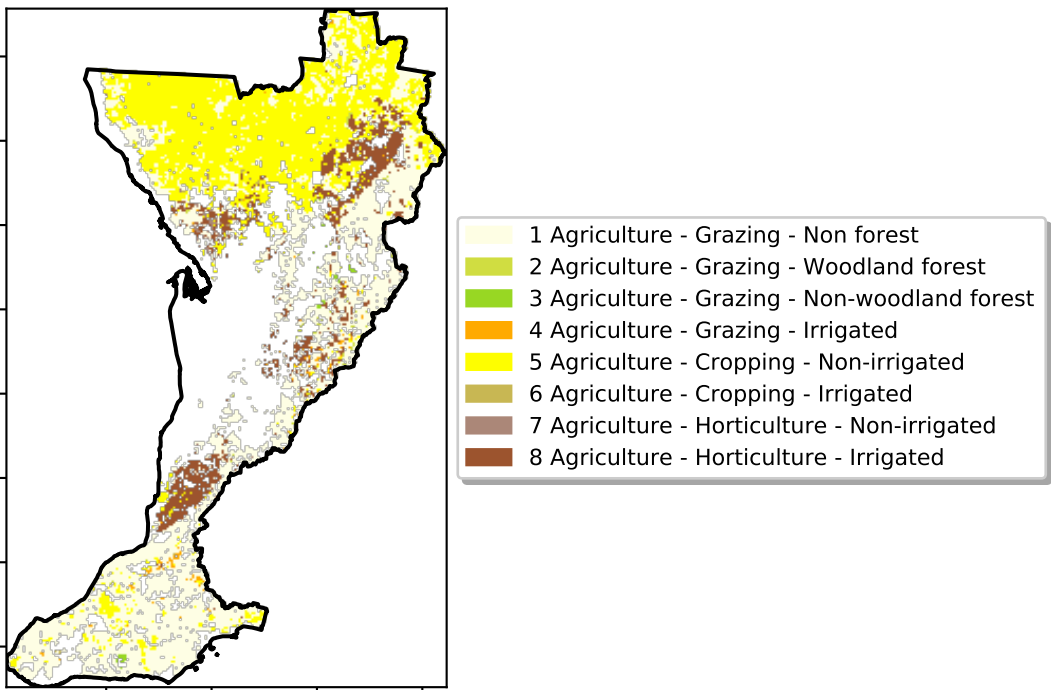 1 Agriculture - Grazing - Non forest
2 Agriculture - Grazing - Woodland forest
3 Agriculture - Grazing - Non-woodland forest
4 Agriculture - Grazing - Irrigated
5 Agriculture - Cropping - Non-irrigated
6 Agriculture - Cropping - Irrigated
7 Agriculture - Horticulture - Non-irrigated
8 Agriculture - Horticulture - Irrigated